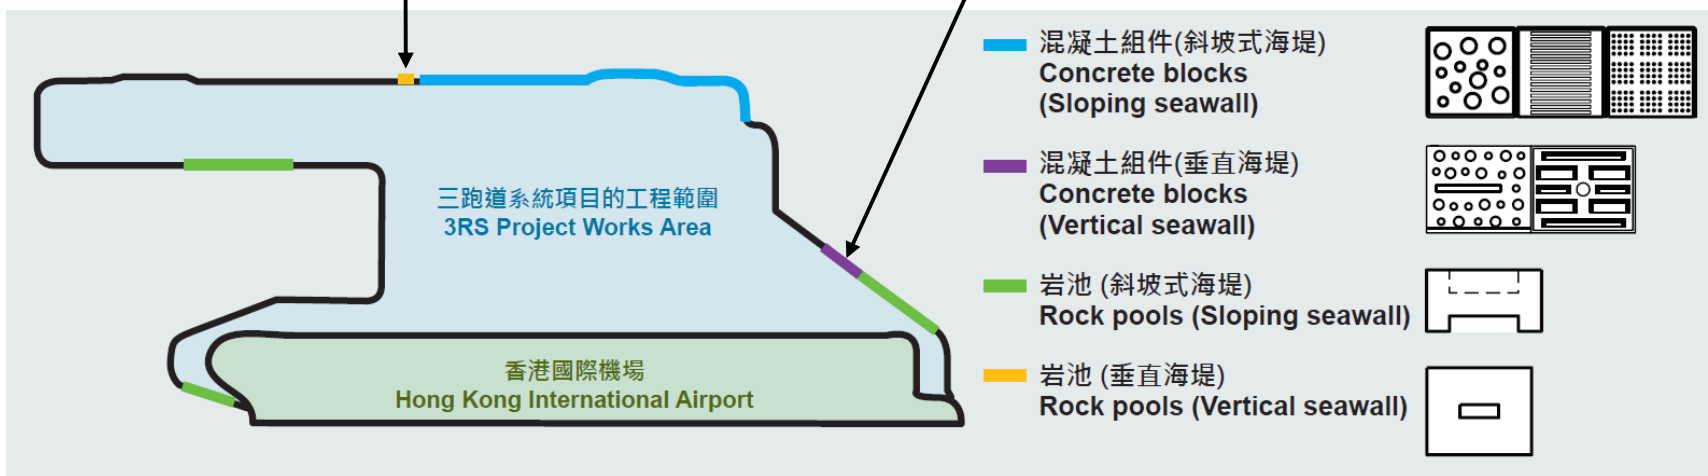 三跑道系統項目的工程範圍
3RS Project Works Area
香港國際機場
Hong Kong International Airport
混凝土組件(斜坡式海堤)
Concrete blocks
(Sloping seawall)
混凝土組件(垂直海堤)
Concrete blocks
(Vertical seawall)
岩池 (斜坡式海堤)
Rock pools (Sloping seawall)
岩池 (垂直海堤)
Rock pools (Vertical seawall)